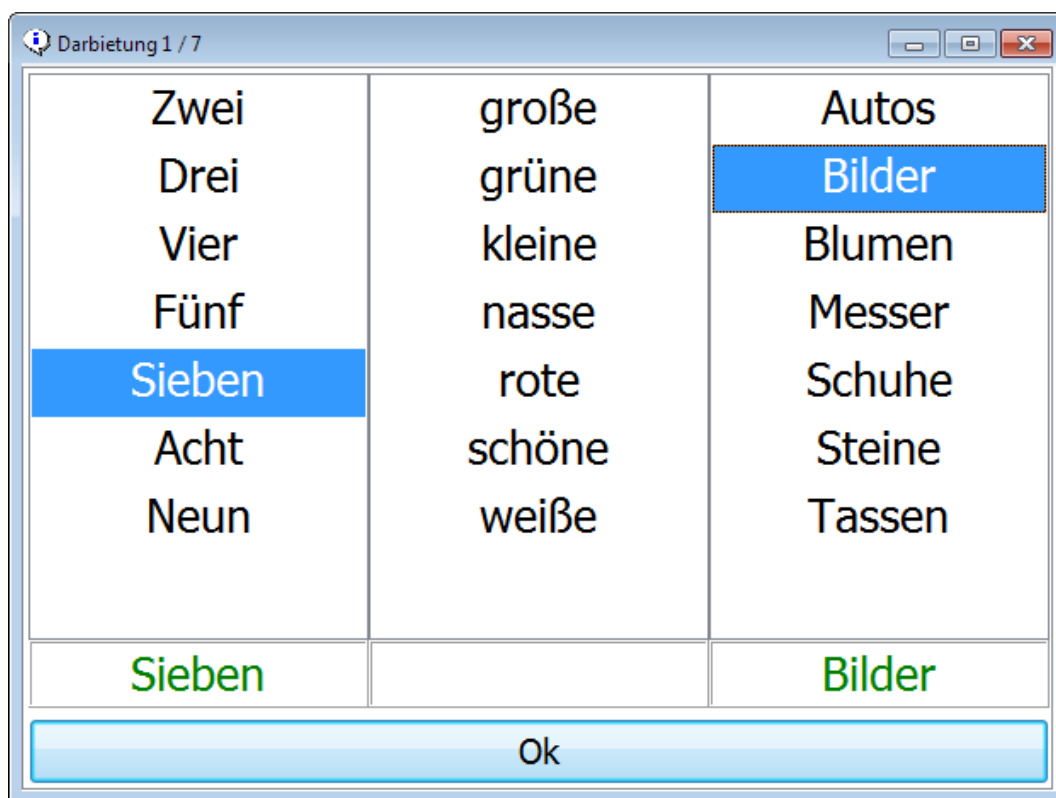 Darbietung 1 / 7
Zwei große Autos
Drei grüne Bilder
Vier kleine Blumen
Fünf nasse Messer
Sieben rote Schuhe
Acht schöne Steine
Neun weiße Tassen
Sieben Bilder
Ok